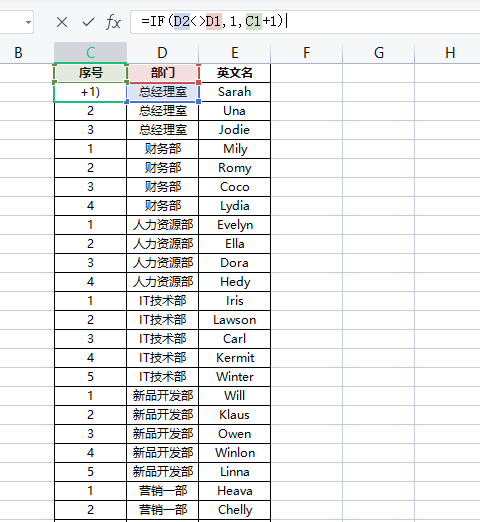 fx =IF(D2<>D1,1,C1+1)
B C D E F G H
序号 部门 英文名
+1) 总经理室 Sarah
2 总经理室 Una
3 总经理室 Jodie
1 财务部 Mily
2 财务部 Romy
3 财务部 Coco
4 财务部 Lydia
1 人力资源部 Evelyn
2 人力资源部 Ella
3 人力资源部 Dora
4 人力资源部 Hedy
1 IT技术部 Iris
2 IT技术部 Lawson
3 IT技术部 Carl
4 IT技术部 Kermit
5 IT技术部 Winter
1 新品开发部 Will
2 新品开发部 Klaus
3 新品开发部 Owen
4 新品开发部 Winlon
5 新品开发部 Linna
1 营销一部 Heava
2 营销一部 Chelly